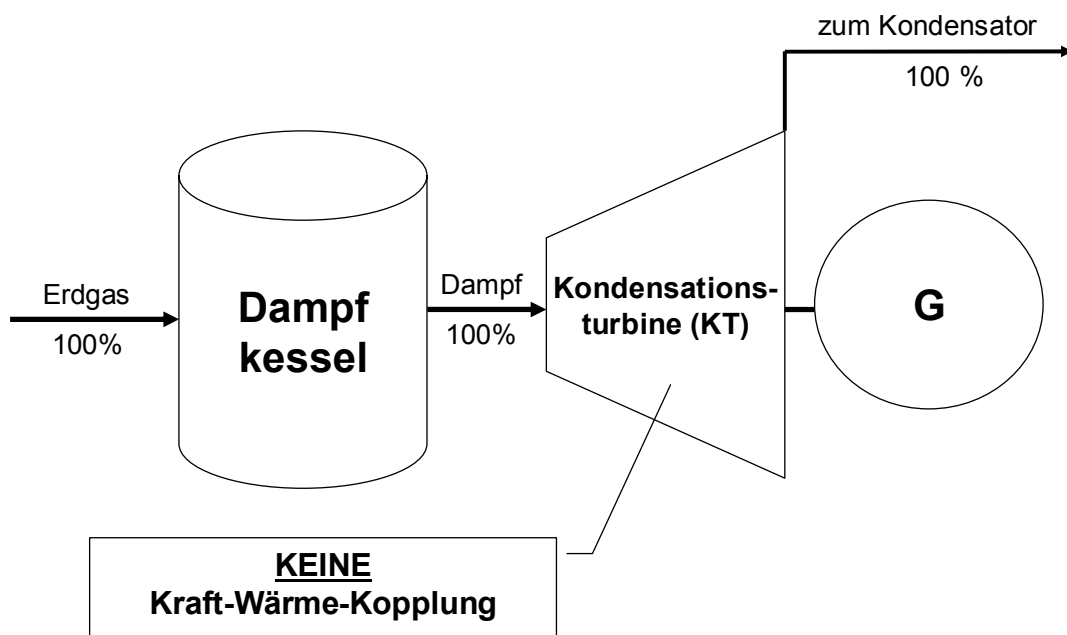 zum Kondensator
100 %
Erdgas
100%
Dampf
kessel
Dampf
100%
Kondensations-
turbine (KT)
G
KEINE
Kraft-Wärme-Kopplung